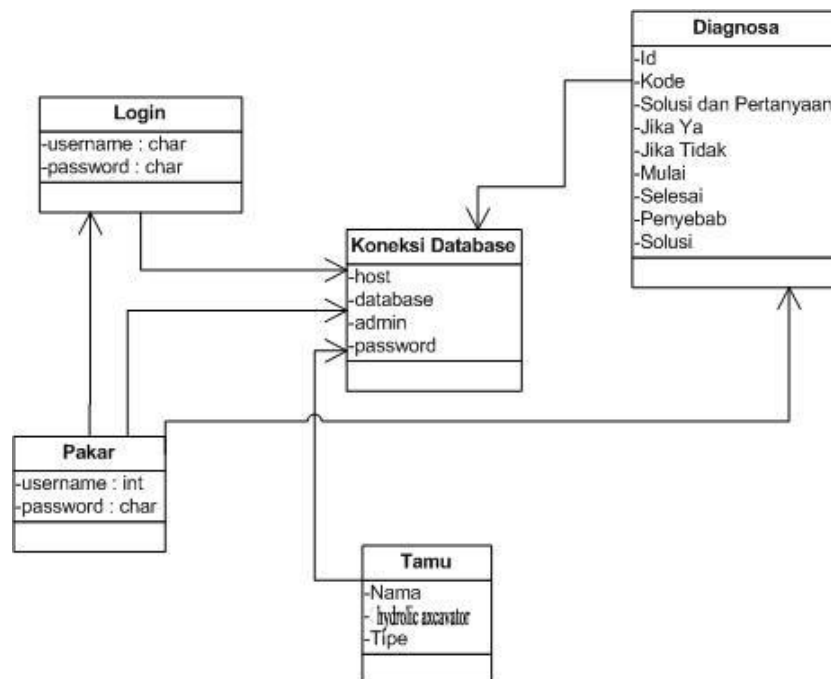 Diagnosa
-Id
-Kode
-Solusi dan Pertanyaan
-Jika Ya
-Jika Tidak
-Mulai
-Selesai
-Penyebab
-Solusi
Login
-username : char
-password : char
Koneksi Database
-host
-database
-admin
-password
Pakar
-username : int
-password : char
Tamu
-Nama
- hydrolic axcavator
-Tipe